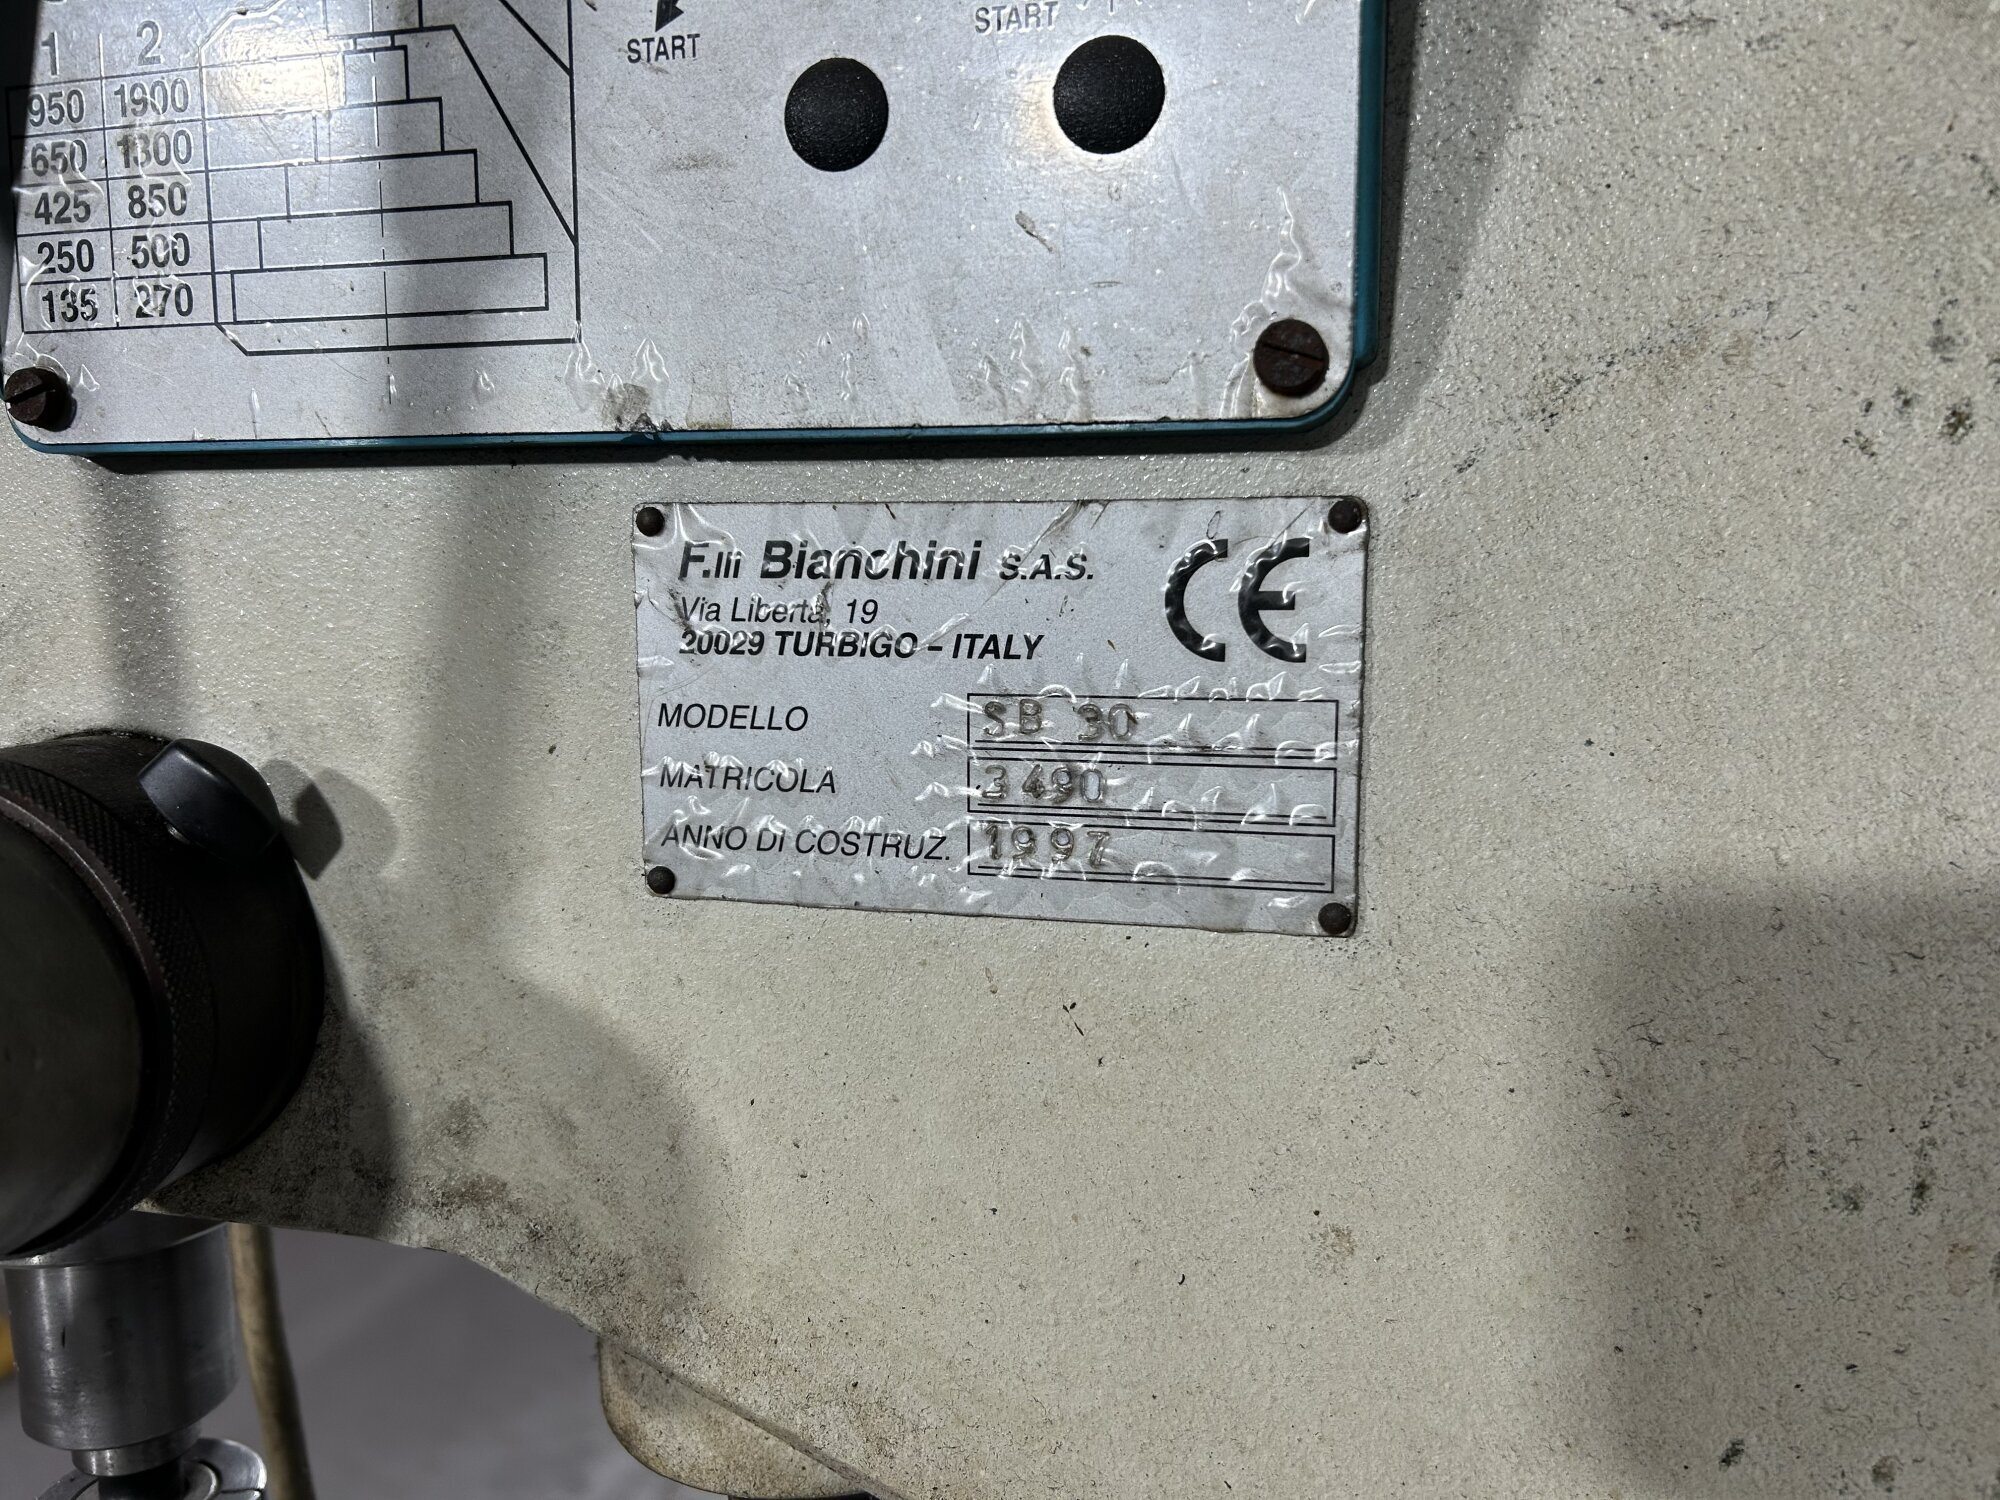 START
START
1 2
950 1900
650 1300
425 850
250 500
135 270
F.lli Bianchini S.A.S.
Via Libertà, 19
20029 TURBIGO - ITALY
CE
MODELLO SB 30
MATRICOLA 3490
ANNO DI COSTRUZ. 1997